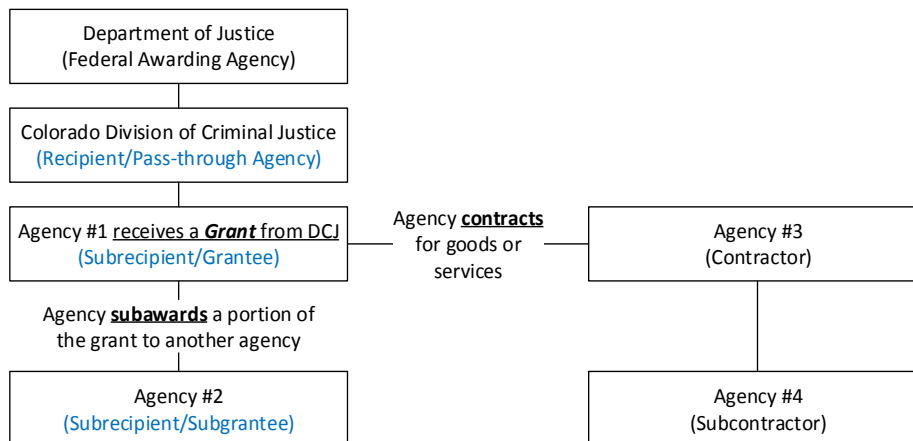 Department of Justice
(Federal Awarding Agency)
Colorado Division of Criminal Justice
(Recipient/Pass-through Agency)
Agency #1 receives a Grant from DCJ
(Subrecipient/Grantee)
Agency contracts
for goods or
services
Agency #3
(Contractor)
Agency subawards a portion of
the grant to another agency
Agency #2
(Subrecipient/Subgrantee)
Agency #4
(Subcontractor)